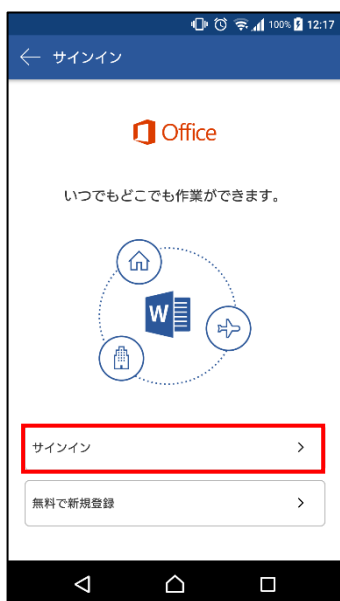 100% 12:17
サインイン
Office
いつでもどこでも作業ができます。
W
サインイン
無料で新規登録